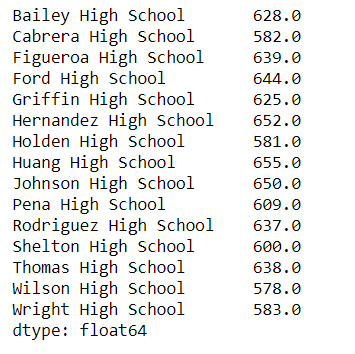 Bailey High School 628.0
Cabrera High School 582.0
Figueroa High School 639.0
Ford High School 644.0
Griffin High School 625.0
Hernandez High School 652.0
Holden High School 581.0
Huang High School 655.0
Johnson High School 650.0
Pena High School 609.0
Rodriguez High School 637.0
Shelton High School 600.0
Thomas High School 638.0
Wilson High School 578.0
Wright High School 583.0
dtype: float64